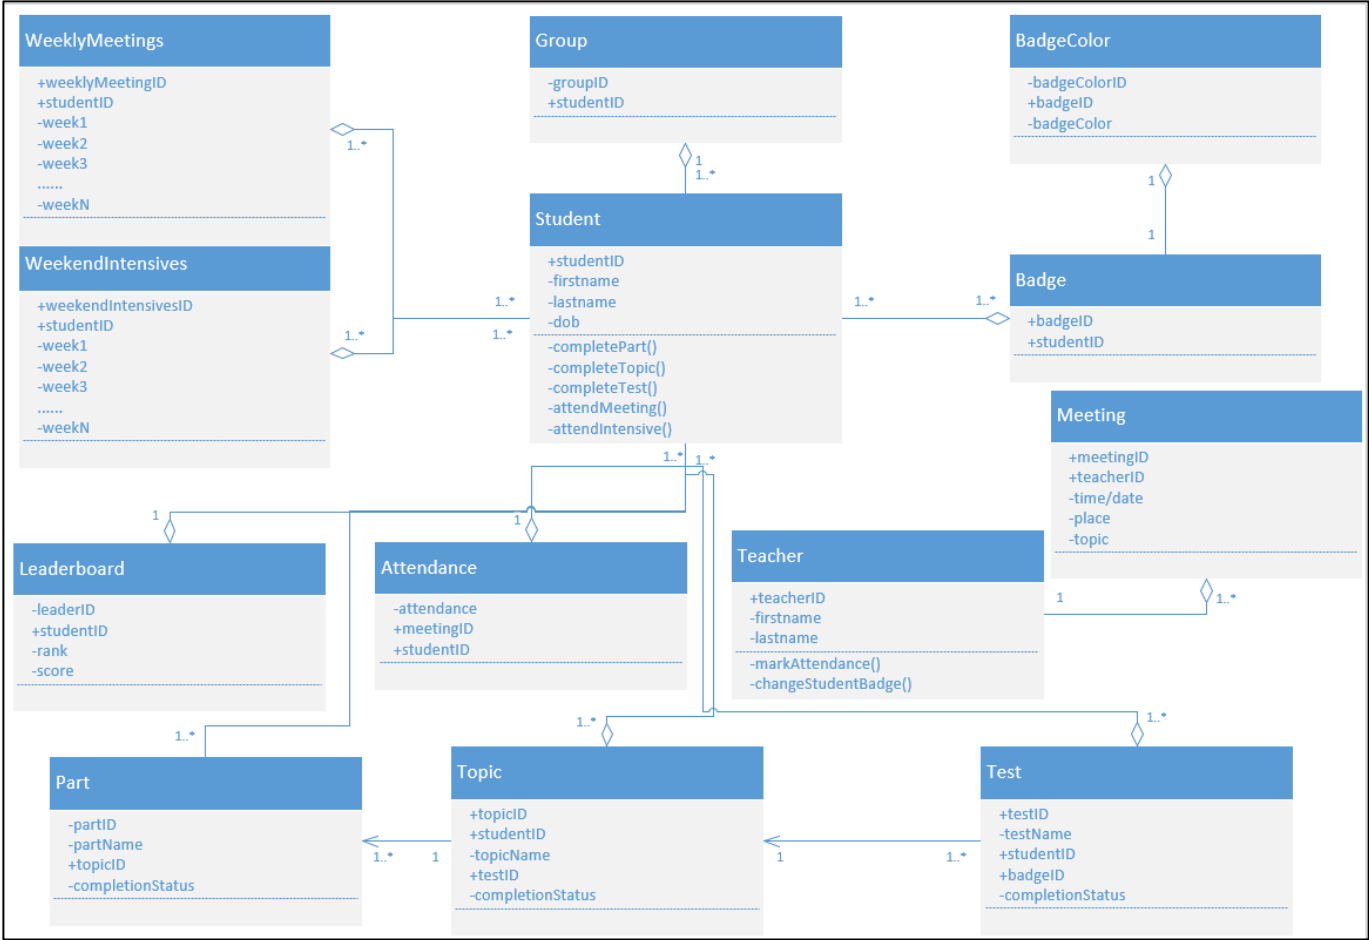 WeeklyMeetings
+weeklyMeetingID
+studentID
-week1
-week2
-week3
......
-weekN
1..*
WeekendIntensives
+weekendIntensivesID
+studentID
-week1
-week2
-week3
......
-weekN
1..*
Group
-groupID
+studentID
1
1..*
Student
+studentID
-firstname
-lastname
-dob
-completePart()
-completeTopic()
-completeTest()
-attendMeeting()
-attendIntensive()
1..*
1..*
1..*
1..*
1..*
1..*
BadgeColor
-badgeColorID
+badgeID
-badgeColor
1
1
Badge
+badgeID
+studentID
Meeting
+meetingID
+teacherID
-time/date
-place
-topic
1
1..*
Leaderboard
-leaderID
+studentID
-rank
-score
1
Attendance
-attendance
+meetingID
+studentID
1
Teacher
+teacherID
-firstname
-lastname
-markAttendance()
-changeStudentBadge()
1..*
Part
-partID
-partName
+topicID
-completionStatus
1..*
1
1..*
Topic
+topicID
+studentID
-topicName
+testID
-completionStatus
1
1..*
1..*
Test
+testID
-testName
+studentID
+badgeID
-completionStatus